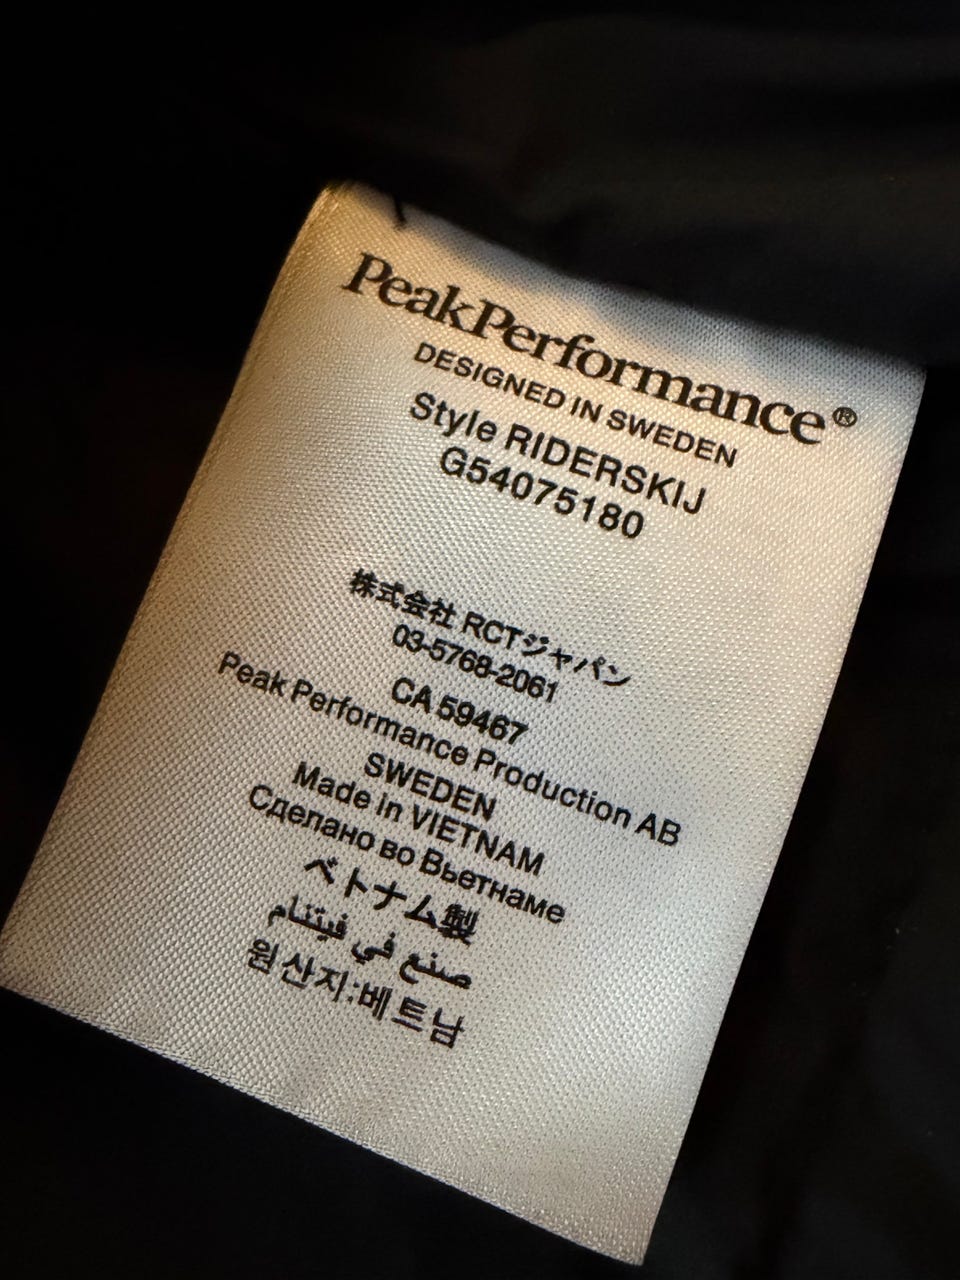 PeakPerformance®
DESIGNED IN SWEDEN
Style RIDERSKIJ
G54075180
株式会社 RCTジャパン
03-5768-2061
CA 59467
Peak Performance Production AB
SWEDEN
Made in VIETNAM
Сделано во Вьетнаме
ベトナム製
صنع في فيتنام
원산지:베트남